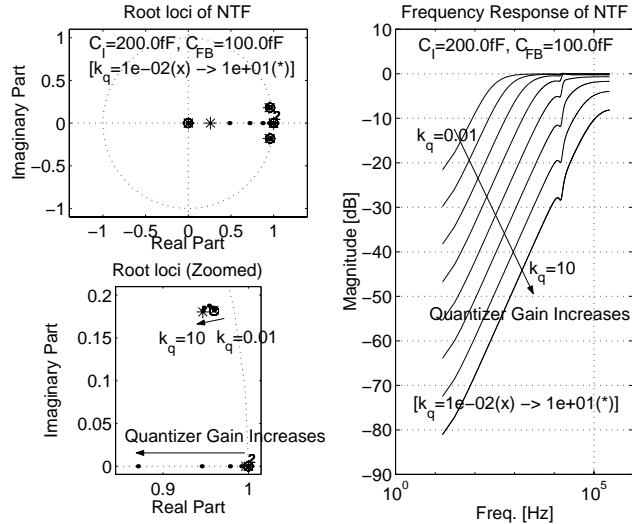 Root loci of NTF
C_I=200.0fF, C_FB=100.0fF
[k_q=1e−02(x) −> 1e+01(*)]
Imaginary Part
1
0.5
0
−0.5
−1
2
−1 −0.5 0 0.5 1
Real Part
Root loci (Zoomed)
Imaginary Part
0.2
0.15
0.1
0.05
0
k_q=10
k_q=0.01
Quantizer Gain Increases
2
0.9 1
Real Part
Frequency Response of NTF
C_I=200.0fF, C_FB=100.0fF
Magnitude [dB]
10
0
−10
−20
−30
−40
−50
−60
−70
−80
−90
k_q=0.01
k_q=10
Quantizer Gain Increases
[k_q=1e−02(x) −> 1e+01(*)]
10^0 10^5
Freq. [Hz]